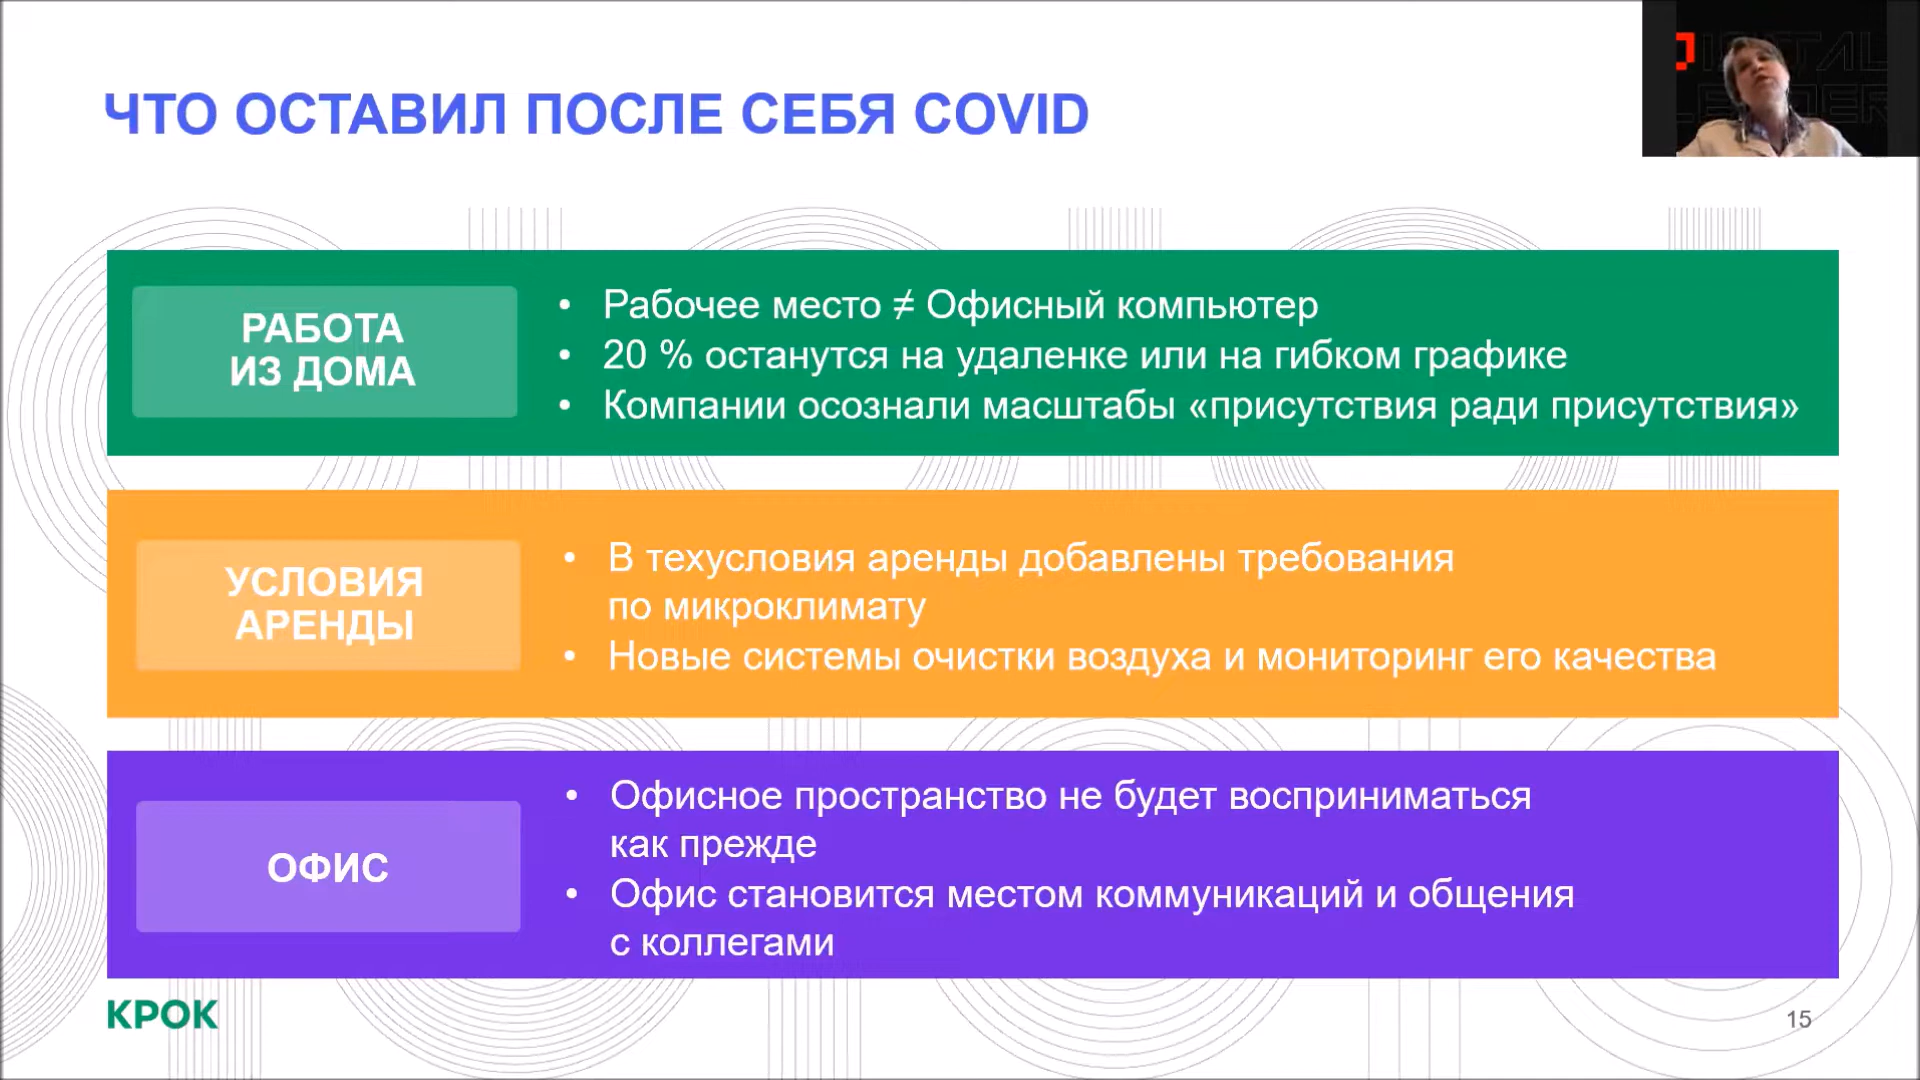 ЧТО ОСТАВИЛ ПОСЛЕ СЕБЯ COVID
РАБОТА
ИЗ ДОМА
• Рабочее место ≠ Офисный компьютер
• 20 % останутся на удаленке или на гибком графике
• Компании осознали масштабы «присутствия ради присутствия»
УСЛОВИЯ
АРЕНДЫ
• В техусловия аренды добавлены требования
по микроклимату
• Новые системы очистки воздуха и мониторинг его качества
ОФИС
• Офисное пространство не будет восприниматься
как прежде
• Офис становится местом коммуникаций и общения
с коллегами
КРОК
15